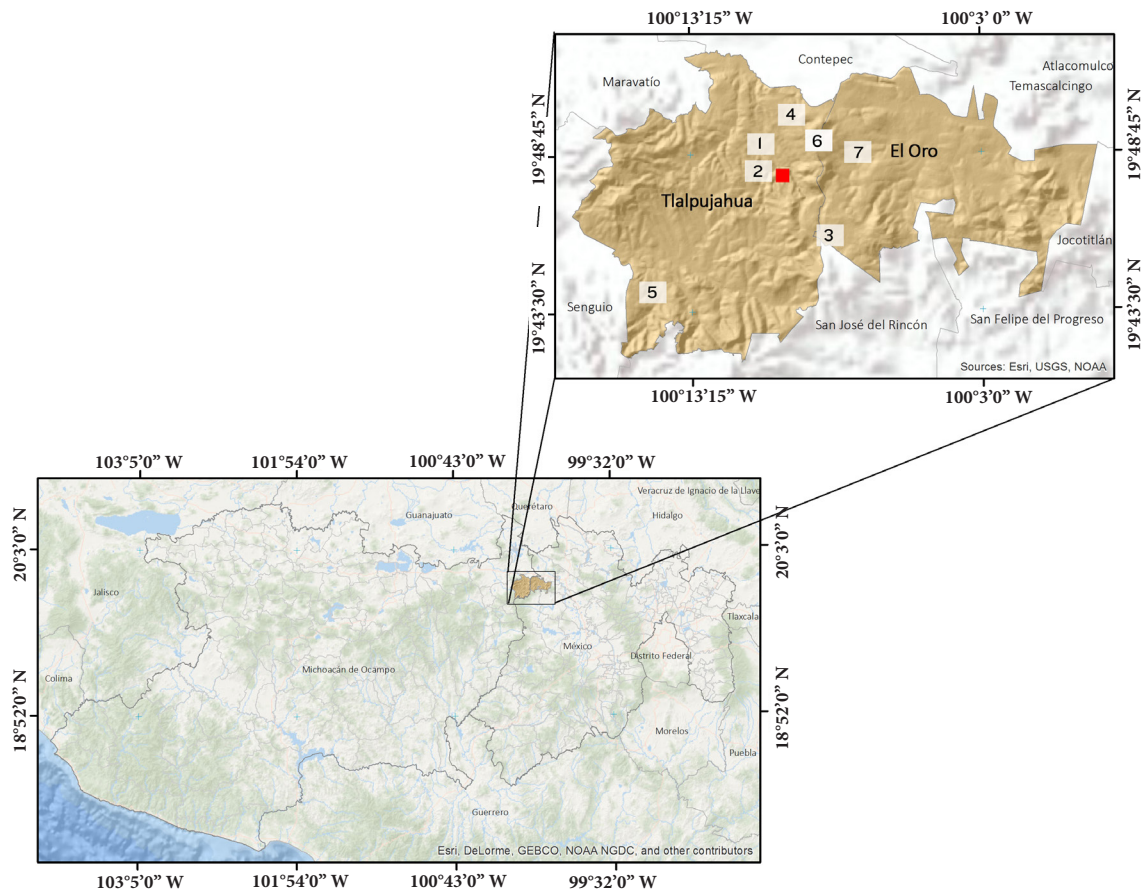 100°13'15” W
100°3' 0” W
Contepec
Atlacomulco
Maravatío
Temascalcingo
4
19°48'45” N
1
6
7
El Oro
19°48'45” N
2
Tlalpujahua
3
Jocotitlán
5
19°43'30” N
Senguio
San José del Rincón
San Felipe del Progreso
19°43'30” N
Sources: Esri, USGS, NOAA
100°13'15” W
100°3'0” W
103°5'0” W
101°54'0” W
100°43'0” W
99°32'0” W
Veracruz de Ignacio de la Llave
Guanajuato
Querétaro
Hidalgo
20°3'0” N
20°3'0” N
Jalisco
Tlaxcala
México
Distrito Federal
Michoacán de Ocampo
Colima
18°52'0” N
18°52'0” N
Morelos
Puebla
Guerrero
Esri, DeLorme, GEBCO, NOAA NGDC, and other contributors
103°5'0” W
101°54'0” W
100°43'0” W
99°32'0” W